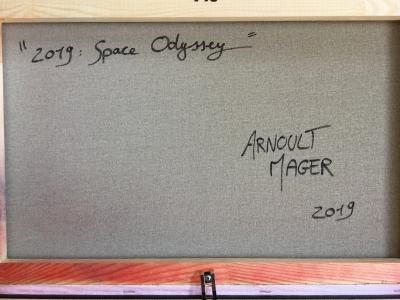 "2019: Space Odyssey"
ARNOULT
MAGER
2019